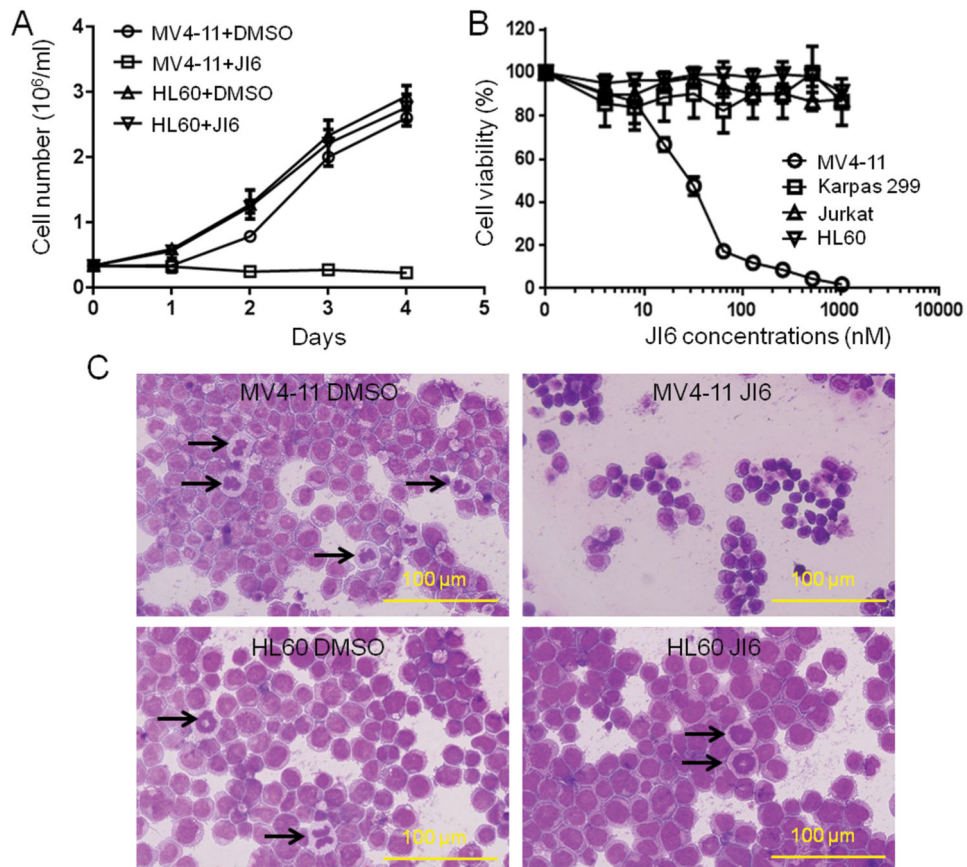 A
Cell number (10⁶/ml)
4
3
2
1
0
MV4-11+DMSO
MV4-11+JI6
HL60+DMSO
HL60+JI6
0 1 2 3 4 5
Days
B
Cell viability (%)
120
100
80
60
40
20
0
MV4-11
Karpas 299
Jurkat
HL60
0 10 100 1000 10000
JI6 concentrations (nM)
C
MV4-11 DMSO
100 µm
MV4-11 JI6
100 µm
HL60 DMSO
100 µm
HL60 JI6
100 µm